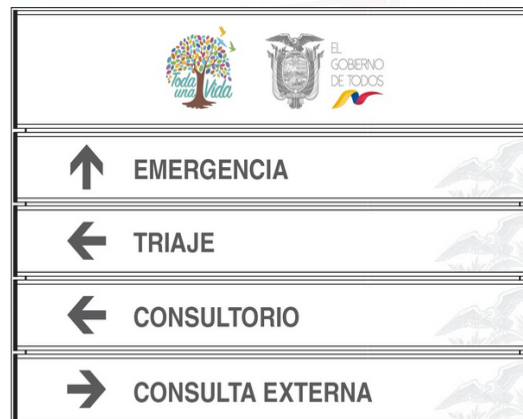 Toda
una Vida
EL
GOBIERNO
DE TODOS
EMERGENCIA
TRIAJE
CONSULTORIO
CONSULTA EXTERNA